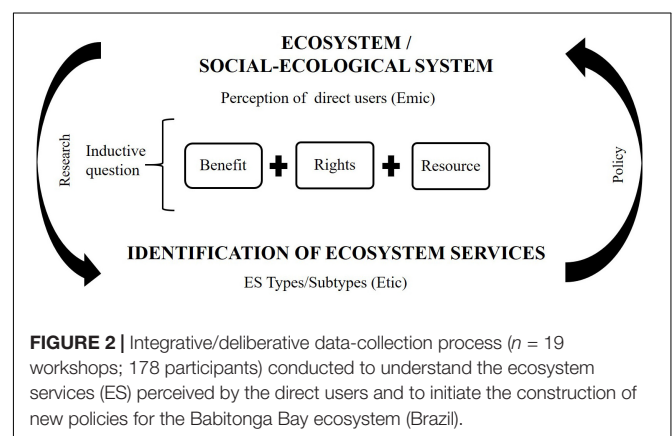 ECOSYSTEM /
SOCIAL-ECOLOGICAL SYSTEM
Perception of direct users (Emic)
Research
Inductive
question
Benefit + Rights + Resource
Policy
IDENTIFICATION OF ECOSYSTEM SERVICES
ES Types/Subtypes (Etic)
FIGURE 2 | Integrative/deliberative data-collection process (n = 19
workshops; 178 participants) conducted to understand the ecosystem
services (ES) perceived by the direct users and to initiate the construction of
new policies for the Babitonga Bay ecosystem (Brazil).